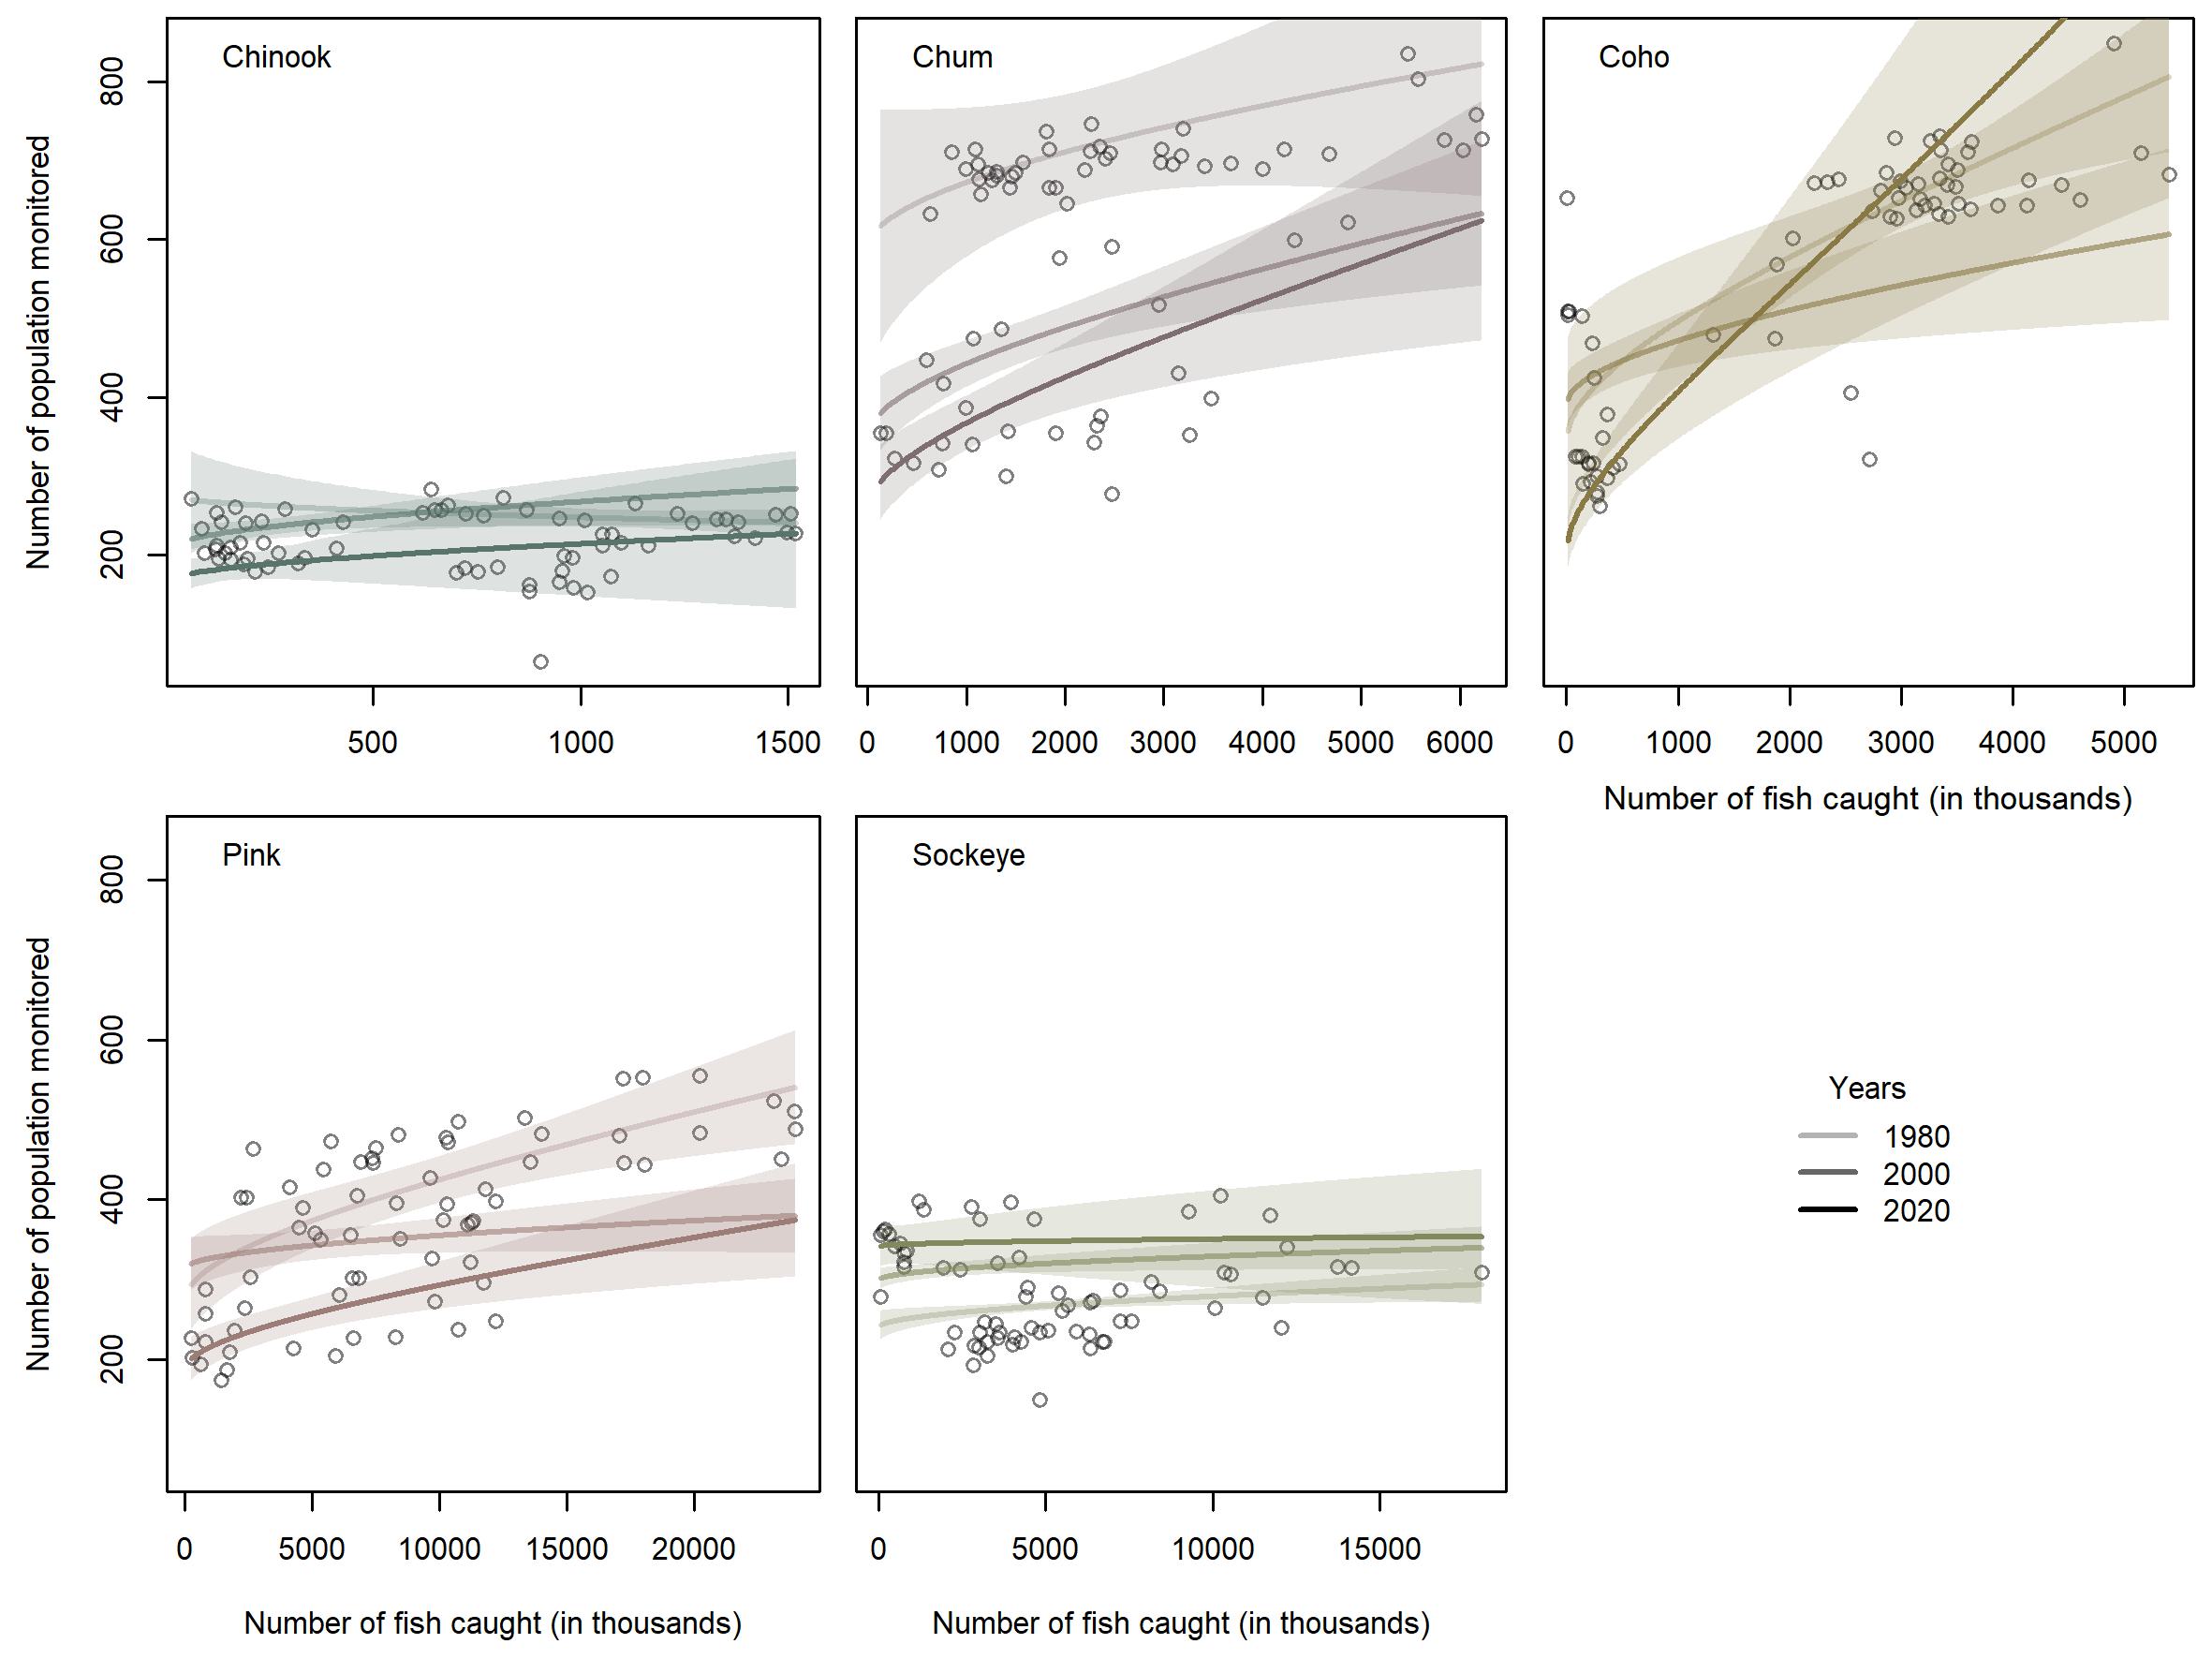 Chinook
Chum
Coho
Number of population monitored
200 400 600 800
500 1000 1500
0 1000 2000 3000 4000 5000 6000
0 1000 2000 3000 4000 5000
Number of fish caught (in thousands)
Pink
Sockeye
Number of population monitored
200 400 600 800
0 5000 10000 15000 20000
0 5000 10000 15000
Number of fish caught (in thousands)
Number of fish caught (in thousands)
Years
1980
2000
2020